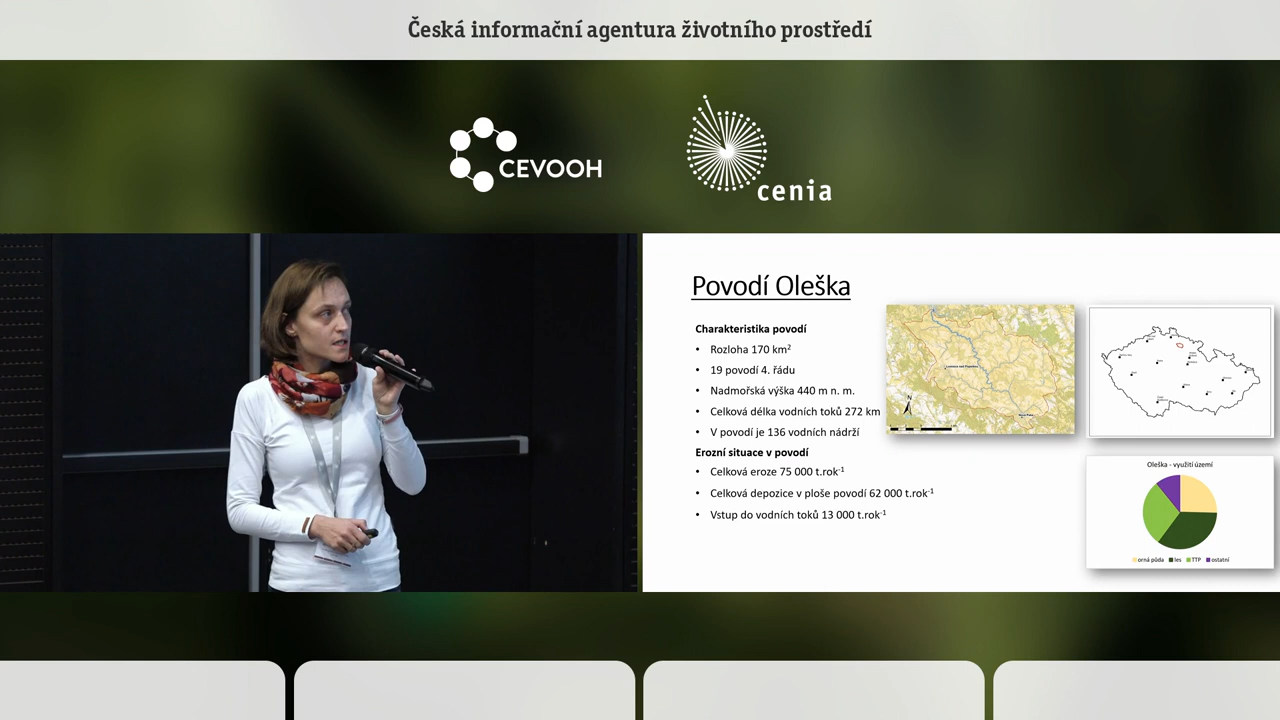 Česká informační agentura životního prostředí
CEVOOH
cenia
Povodí Oleška
Charakteristika povodí
• Rozloha 170 km²
• 19 povodí 4. řádu
• Nadmořská výška 440 m n. m.
• Celková délka vodních toků 272 km
• V povodí je 136 vodních nádrží
Erozní situace v povodí
• Celková eroze 75 000 t.rok⁻¹
• Celková depozice v ploše povodí 62 000 t.rok⁻¹
• Vstup do vodních toků 13 000 t.rok⁻¹
N
Oleška - využití území
orná půda les TTP ostatní